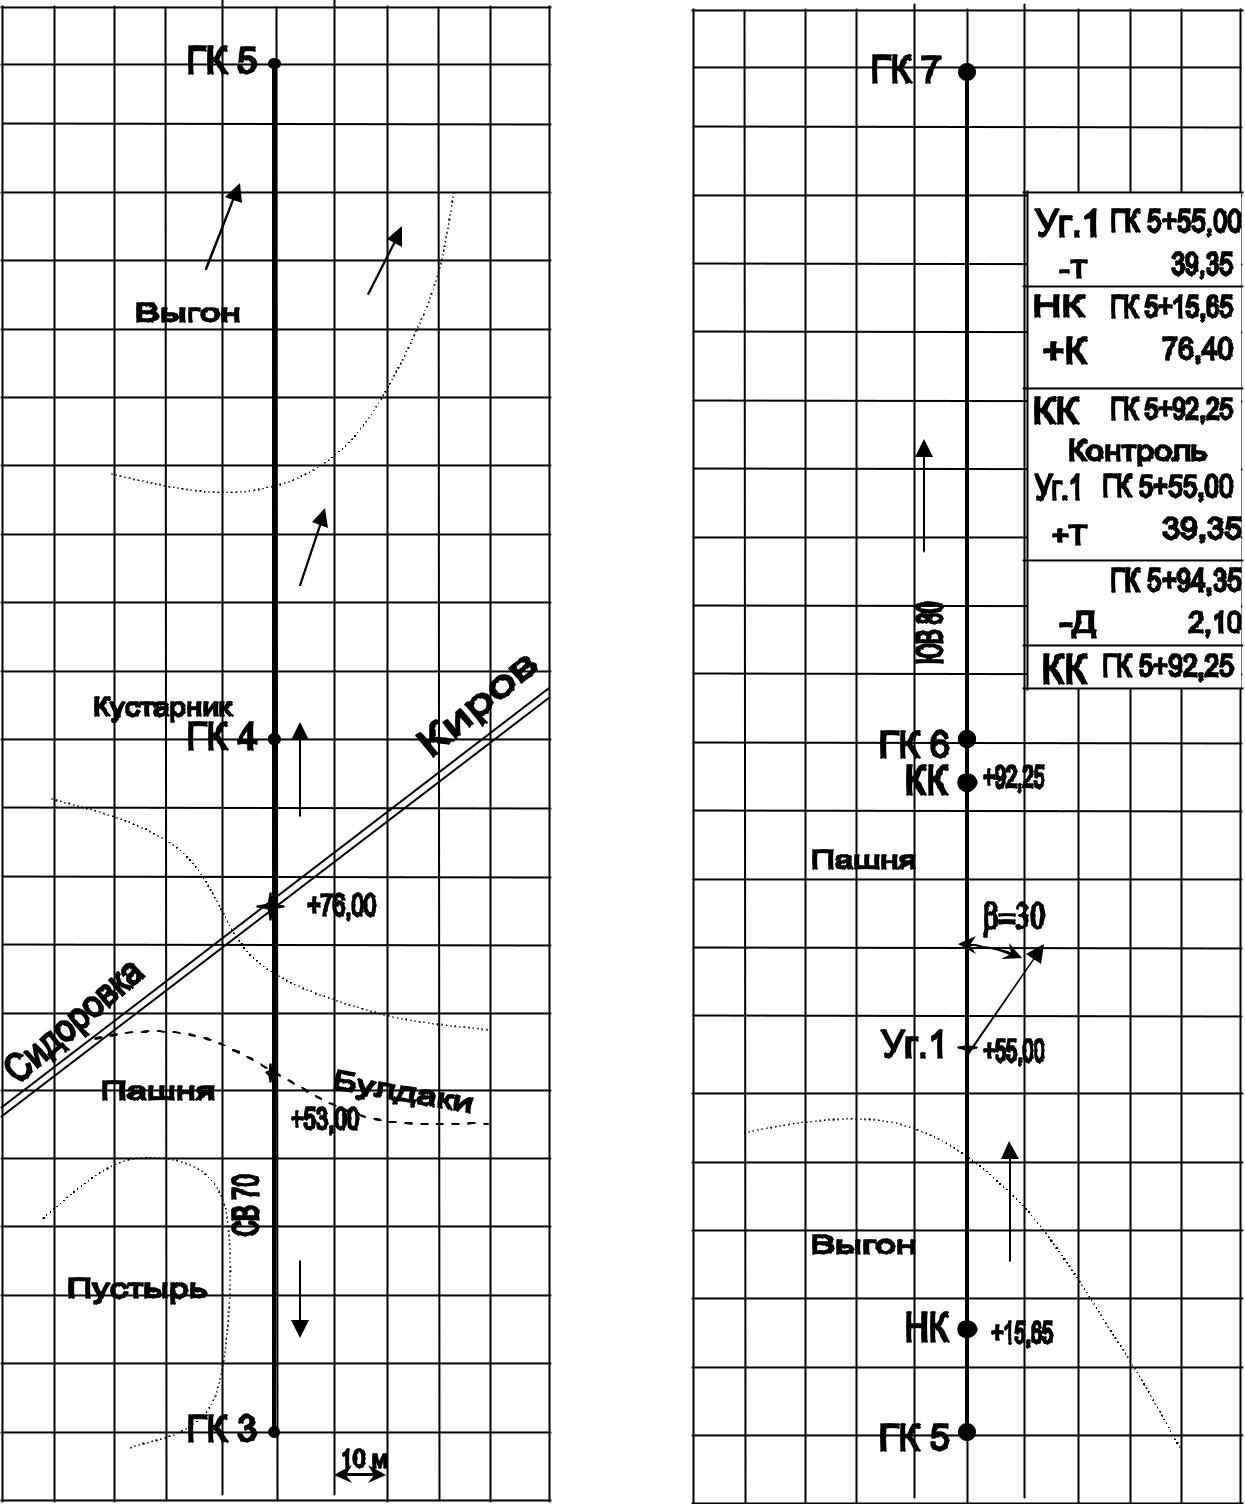 ГК 5
Выгон
Кустарник
ГК 4
Киров
+76,00
Сидоровка
Булдаки
Пашня
+53,00
СВ 70
Пустырь
ГК 3
10 м
ГК 7
Уг.1 ГК 5+55,00
-т 39,35
НК ГК 5+15,65
+К 76,40
КК ГК 5+92,25
Контроль
Уг.1 ГК 5+55,00
+т 39,35
ГК 5+94,35
-Д 2,10
КК ГК 5+92,25
ЮВ 80
ГК 6
КК +92,25
Пашня
β=30
Уг.1 +55,00
Выгон
НК +15,65
ГК 5